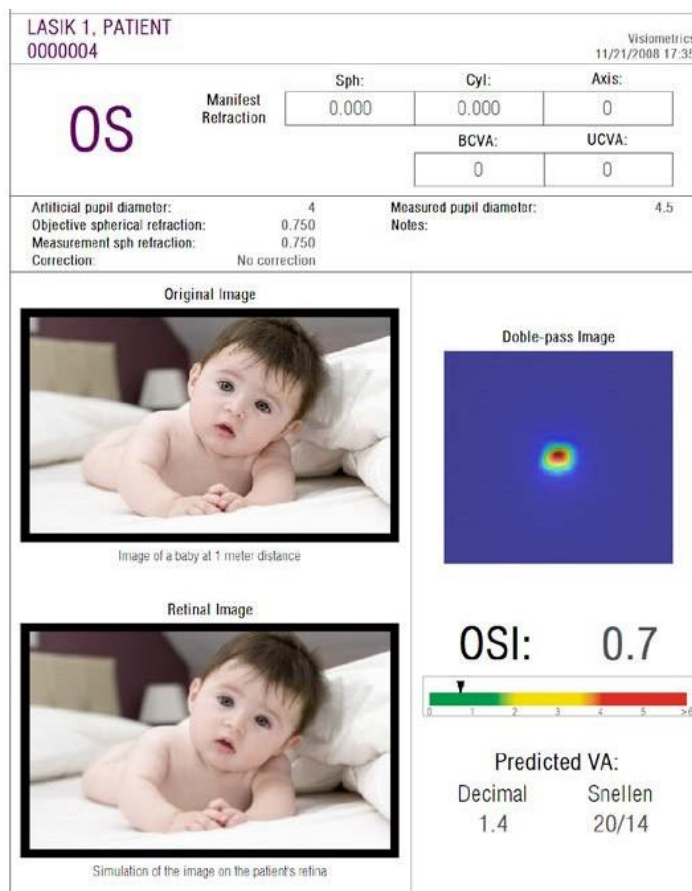 LASIK 1, PATIENT
0000004
Visiometrics
11/21/2008 17:35
OS
Manifest
Refraction
Sph: Cyl: Axis:
0.000 0.000 0
BCVA: UCVA:
0 0
Artificial pupil diameter: 4
Objective spherical refraction: 0.750
Measurement sph refraction: 0.750
Correction: No correction
Measured pupil diameter: 4.5
Notes:
Original Image
Image of a baby at 1 meter distance
Retinal Image
Simulation of the image on the patient's retina
Doble-pass Image
OSI: 0.7
0 1 2 3 4 5 >6
Predicted VA:
Decimal Snellen
1.4 20/14